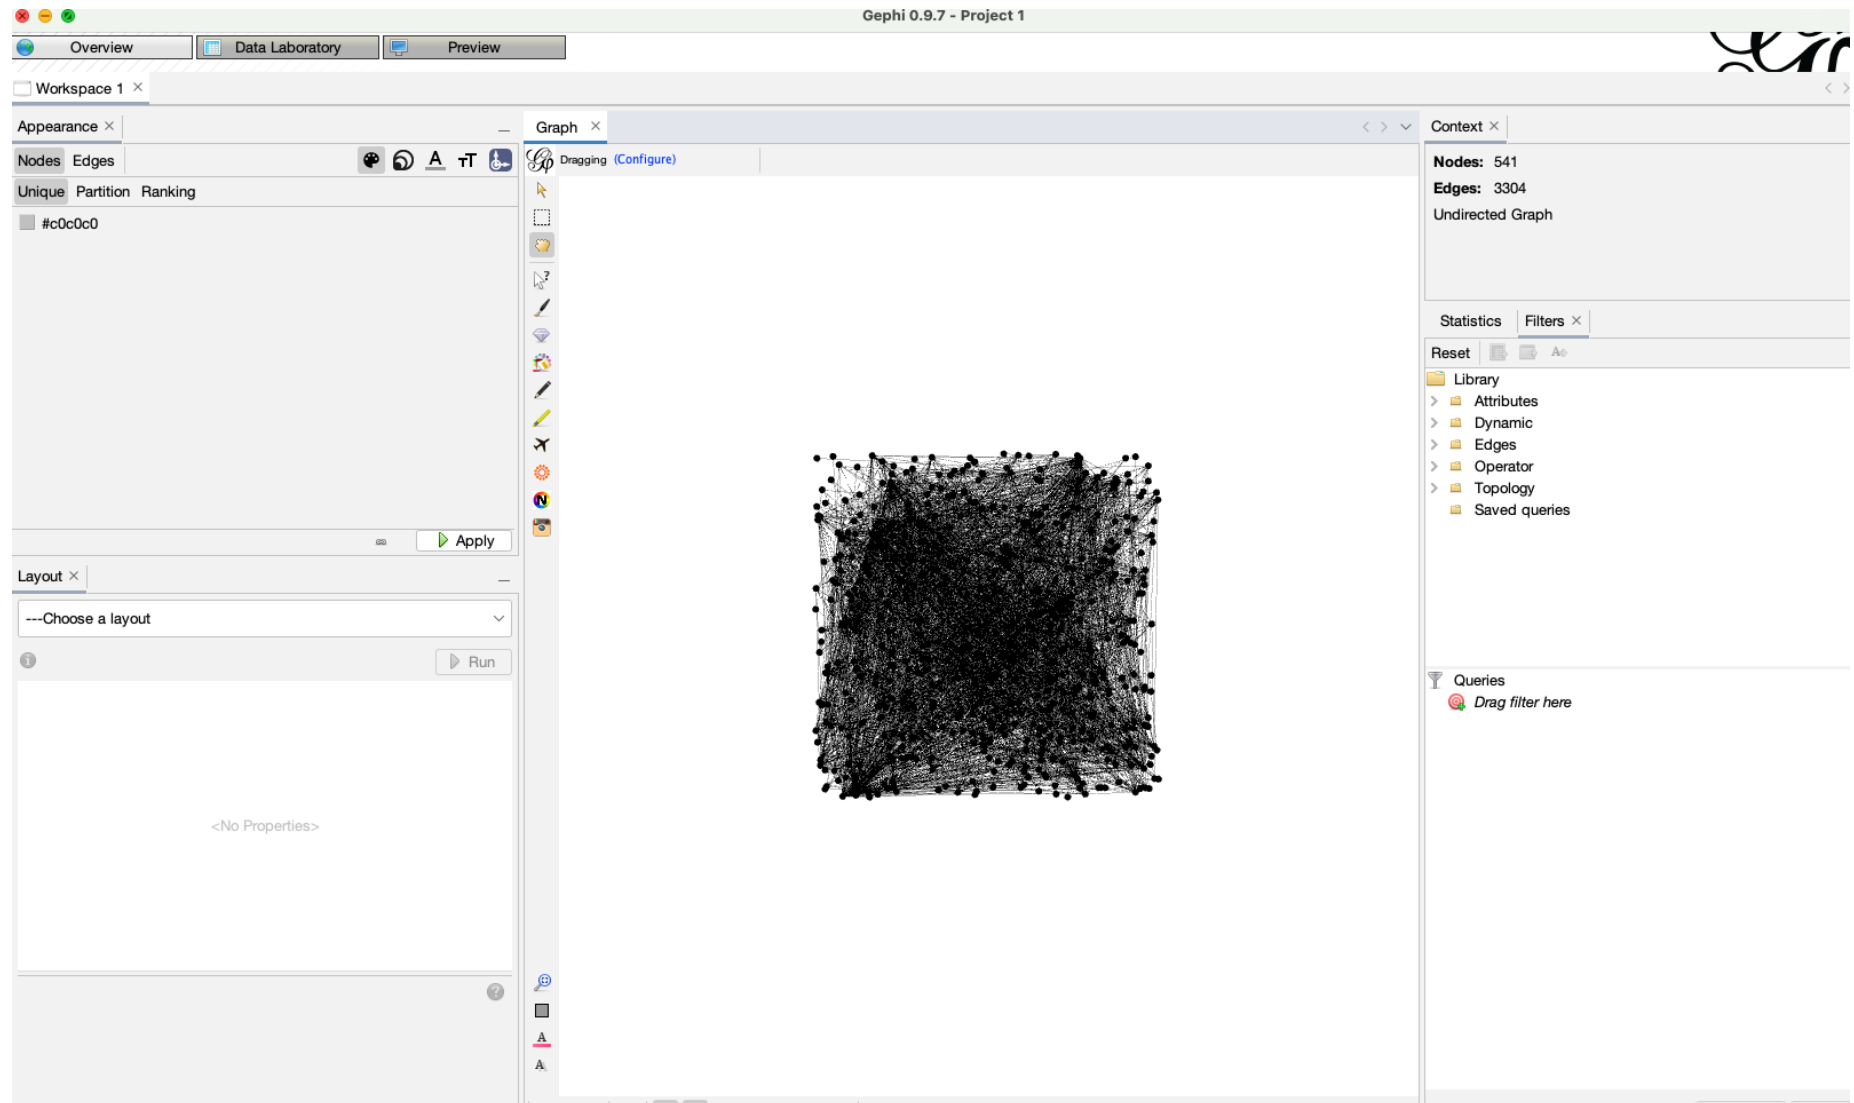 Gephi 0.9.7 - Project 1
Overview
Data Laboratory
Preview
Workspace 1
Appearance
Nodes Edges
Unique Partition Ranking
#c0c0c0
Apply
Layout
---Choose a layout
Run
<No Properties>
Graph
Dragging (Configure)
Context
Nodes: 541
Edges: 3304
Undirected Graph
Statistics
Filters
Reset
Library
Attributes
Dynamic
Edges
Operator
Topology
Saved queries
Queries
Drag filter here